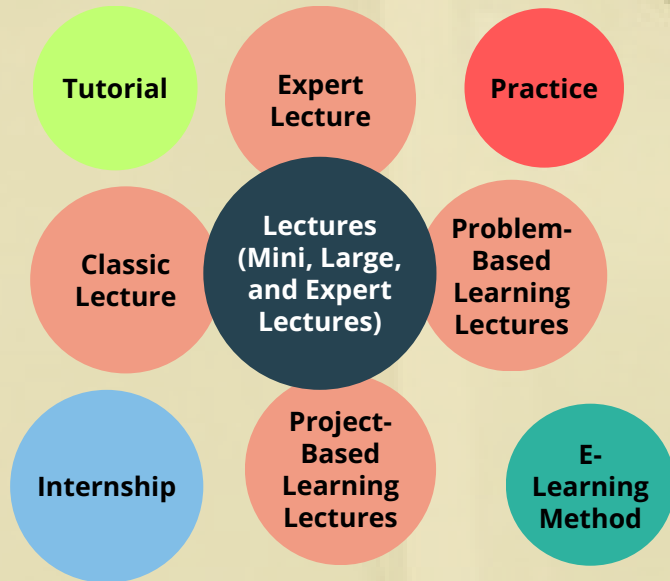 Tutorial
Expert
Lecture
Practice
Classic
Lecture
Lectures
(Mini, Large,
and Expert
Lectures)
Problem-
Based
Learning
Lectures
Internship
Project-
Based
Learning
Lectures
E-
Learning
Method